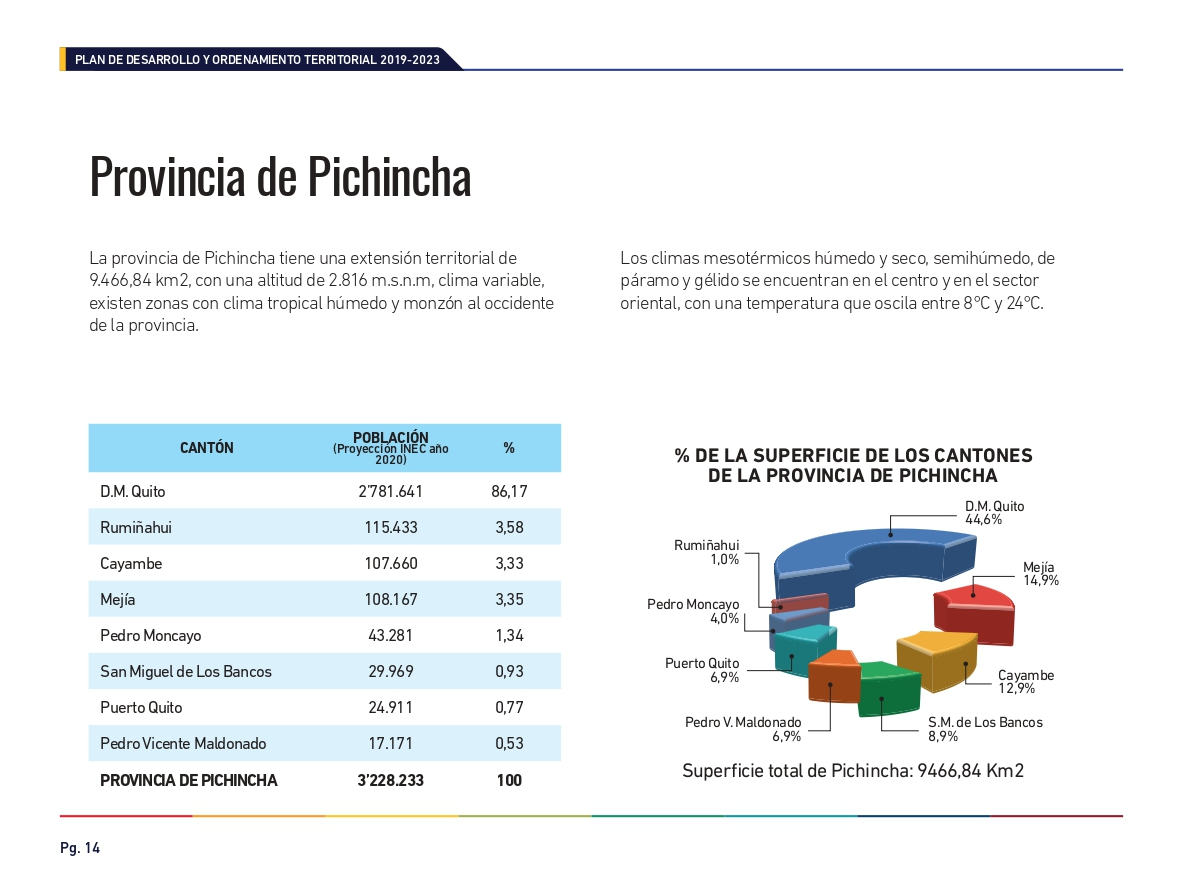 PLAN DE DESARROLLO Y ORDENAMIENTO TERRITORIAL 2019-2023
Provincia de Pichincha
La provincia de Pichincha tiene una extensión territorial de
9.466,84 km2, con una altitud de 2.816 m.s.n.m, clima variable,
existen zonas con clima tropical húmedo y monzón al occidente
de la provincia.
Los climas mesotérmicos húmedo y seco, semihúmedo, de
páramo y gélido se encuentran en el centro y en el sector
oriental, con una temperatura que oscila entre 8°C y 24°C.
CANTÓN POBLACIÓN (Proyección INEC año 2020) %
D.M. Quito 2'781.641 86,17
Rumiñahui 115.433 3,58
Cayambe 107.660 3,33
Mejía 108.167 3,35
Pedro Moncayo 43.281 1,34
San Miguel de Los Bancos 29.969 0,93
Puerto Quito 24.911 0,77
Pedro Vicente Maldonado 17.171 0,53
PROVINCIA DE PICHINCHA 3'228.233 100
% DE LA SUPERFICIE DE LOS CANTONES
DE LA PROVINCIA DE PICHINCHA
D.M. Quito
44,6%
Rumiñahui
1,0%
Mejía
14,9%
Pedro Moncayo
4,0%
Puerto Quito
6,9%
Cayambe
12,9%
Pedro V. Maldonado
6,9%
S.M. de Los Bancos
8,9%
Superficie total de Pichincha: 9466,84 Km2
Pg. 14